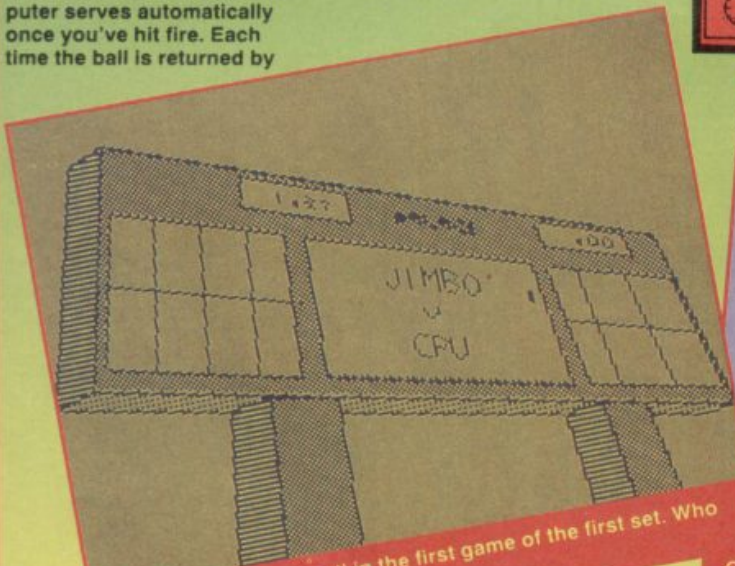 puter serves automatically
once you've hit fire. Each
time the ball is returned by
JIMBO
v
CPU
the first game of the first set. Who